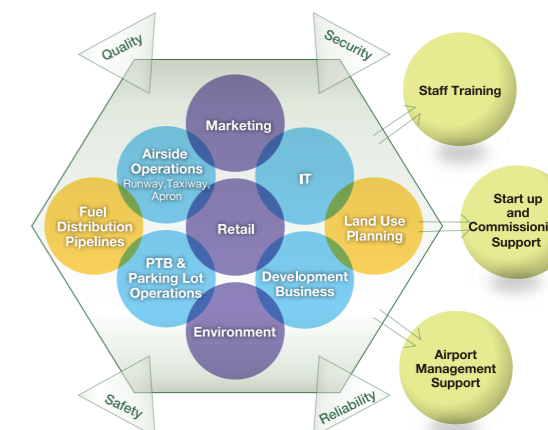 Quality
Security
Staff Training
Marketing
Airside
Operations
Runway,Taxiway,
Apron
IT
Fuel
Distribution
Pipelines
Retail
Land Use
Planning
Start up
and
Support
PTB &
Parking Lot
Operations
Development
Business
Environment
Airport
Management
Support
Safety
Reliability